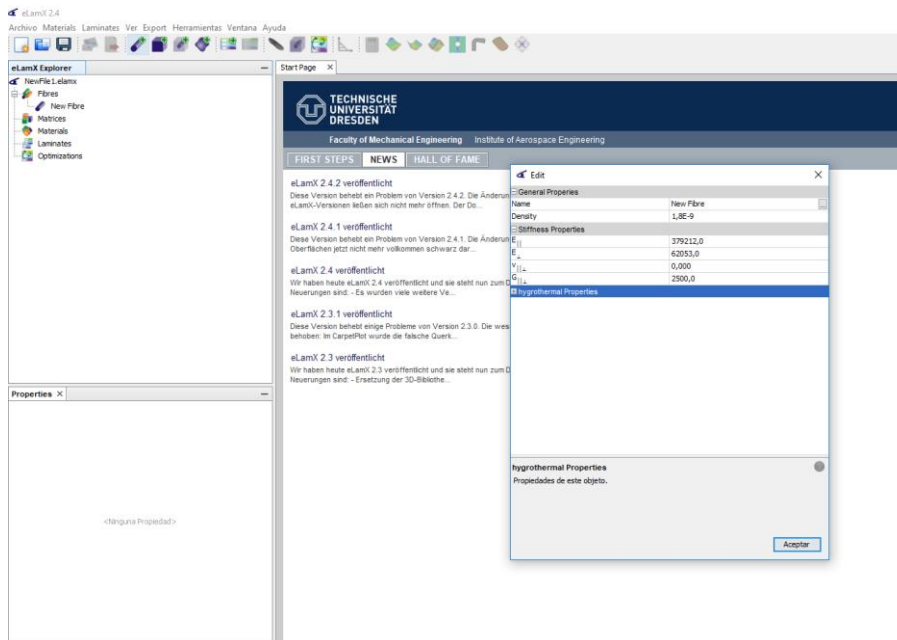 eLamX 2.4
Archivo Materials Laminates Ver Export Herramientas Ventana Ayuda
eLamX Explorer
NewFile1.elamx
Fibres
New Fibre
Matrices
Materials
Laminates
Optimizations
Properties X
<Ninguna Propiedad>
Start Page X
TECHNISCHE
UNIVERSITÄT
DRESDEN
Faculty of Mechanical Engineering Institute of Aerospace Engineering
FIRST STEPS NEWS HALL OF FAME
eLamX 2.4.2 veröffentlicht
Diese Version behebt ein Problem von Version 2.4.2. Die Änderun
eLamX-Versionen ließen sich nicht mehr öffnen. Der Do...
eLamX 2.4.1 veröffentlicht
Diese Version behebt ein Problem von Version 2.4.1. Die Änderun
Oberflächen jetzt nicht mehr vollkommen schwarz dar...
eLamX 2.4 veröffentlicht
Wir haben heute eLamX 2.4 veröffentlicht und sie steht nun zum D
Neuerungen sind: - Es wurden viele weitere Ve...
eLamX 2.3.1 veröffentlicht
Diese Version behebt einige Probleme von Version 2.3.0. Die wes
behoben: Im CarpetPlot wurde die falsche Querk...
eLamX 2.3 veröffentlicht
Wir haben heute eLamX 2.3 veröffentlicht und sie steht nun zum D
Neuerungen sind: - Ersetzung der 3D-Bibliothe...
Edit
General Properies
Name New Fibre
Density 1,8E-9
Stiffness Properties
E|| 379212,0
E⊥ 62053,0
ν||⊥ 0,000
G||⊥ 2500,0
hygrothermal Properties
hygrothermal Properties
Propiedades de este objeto.
Aceptar